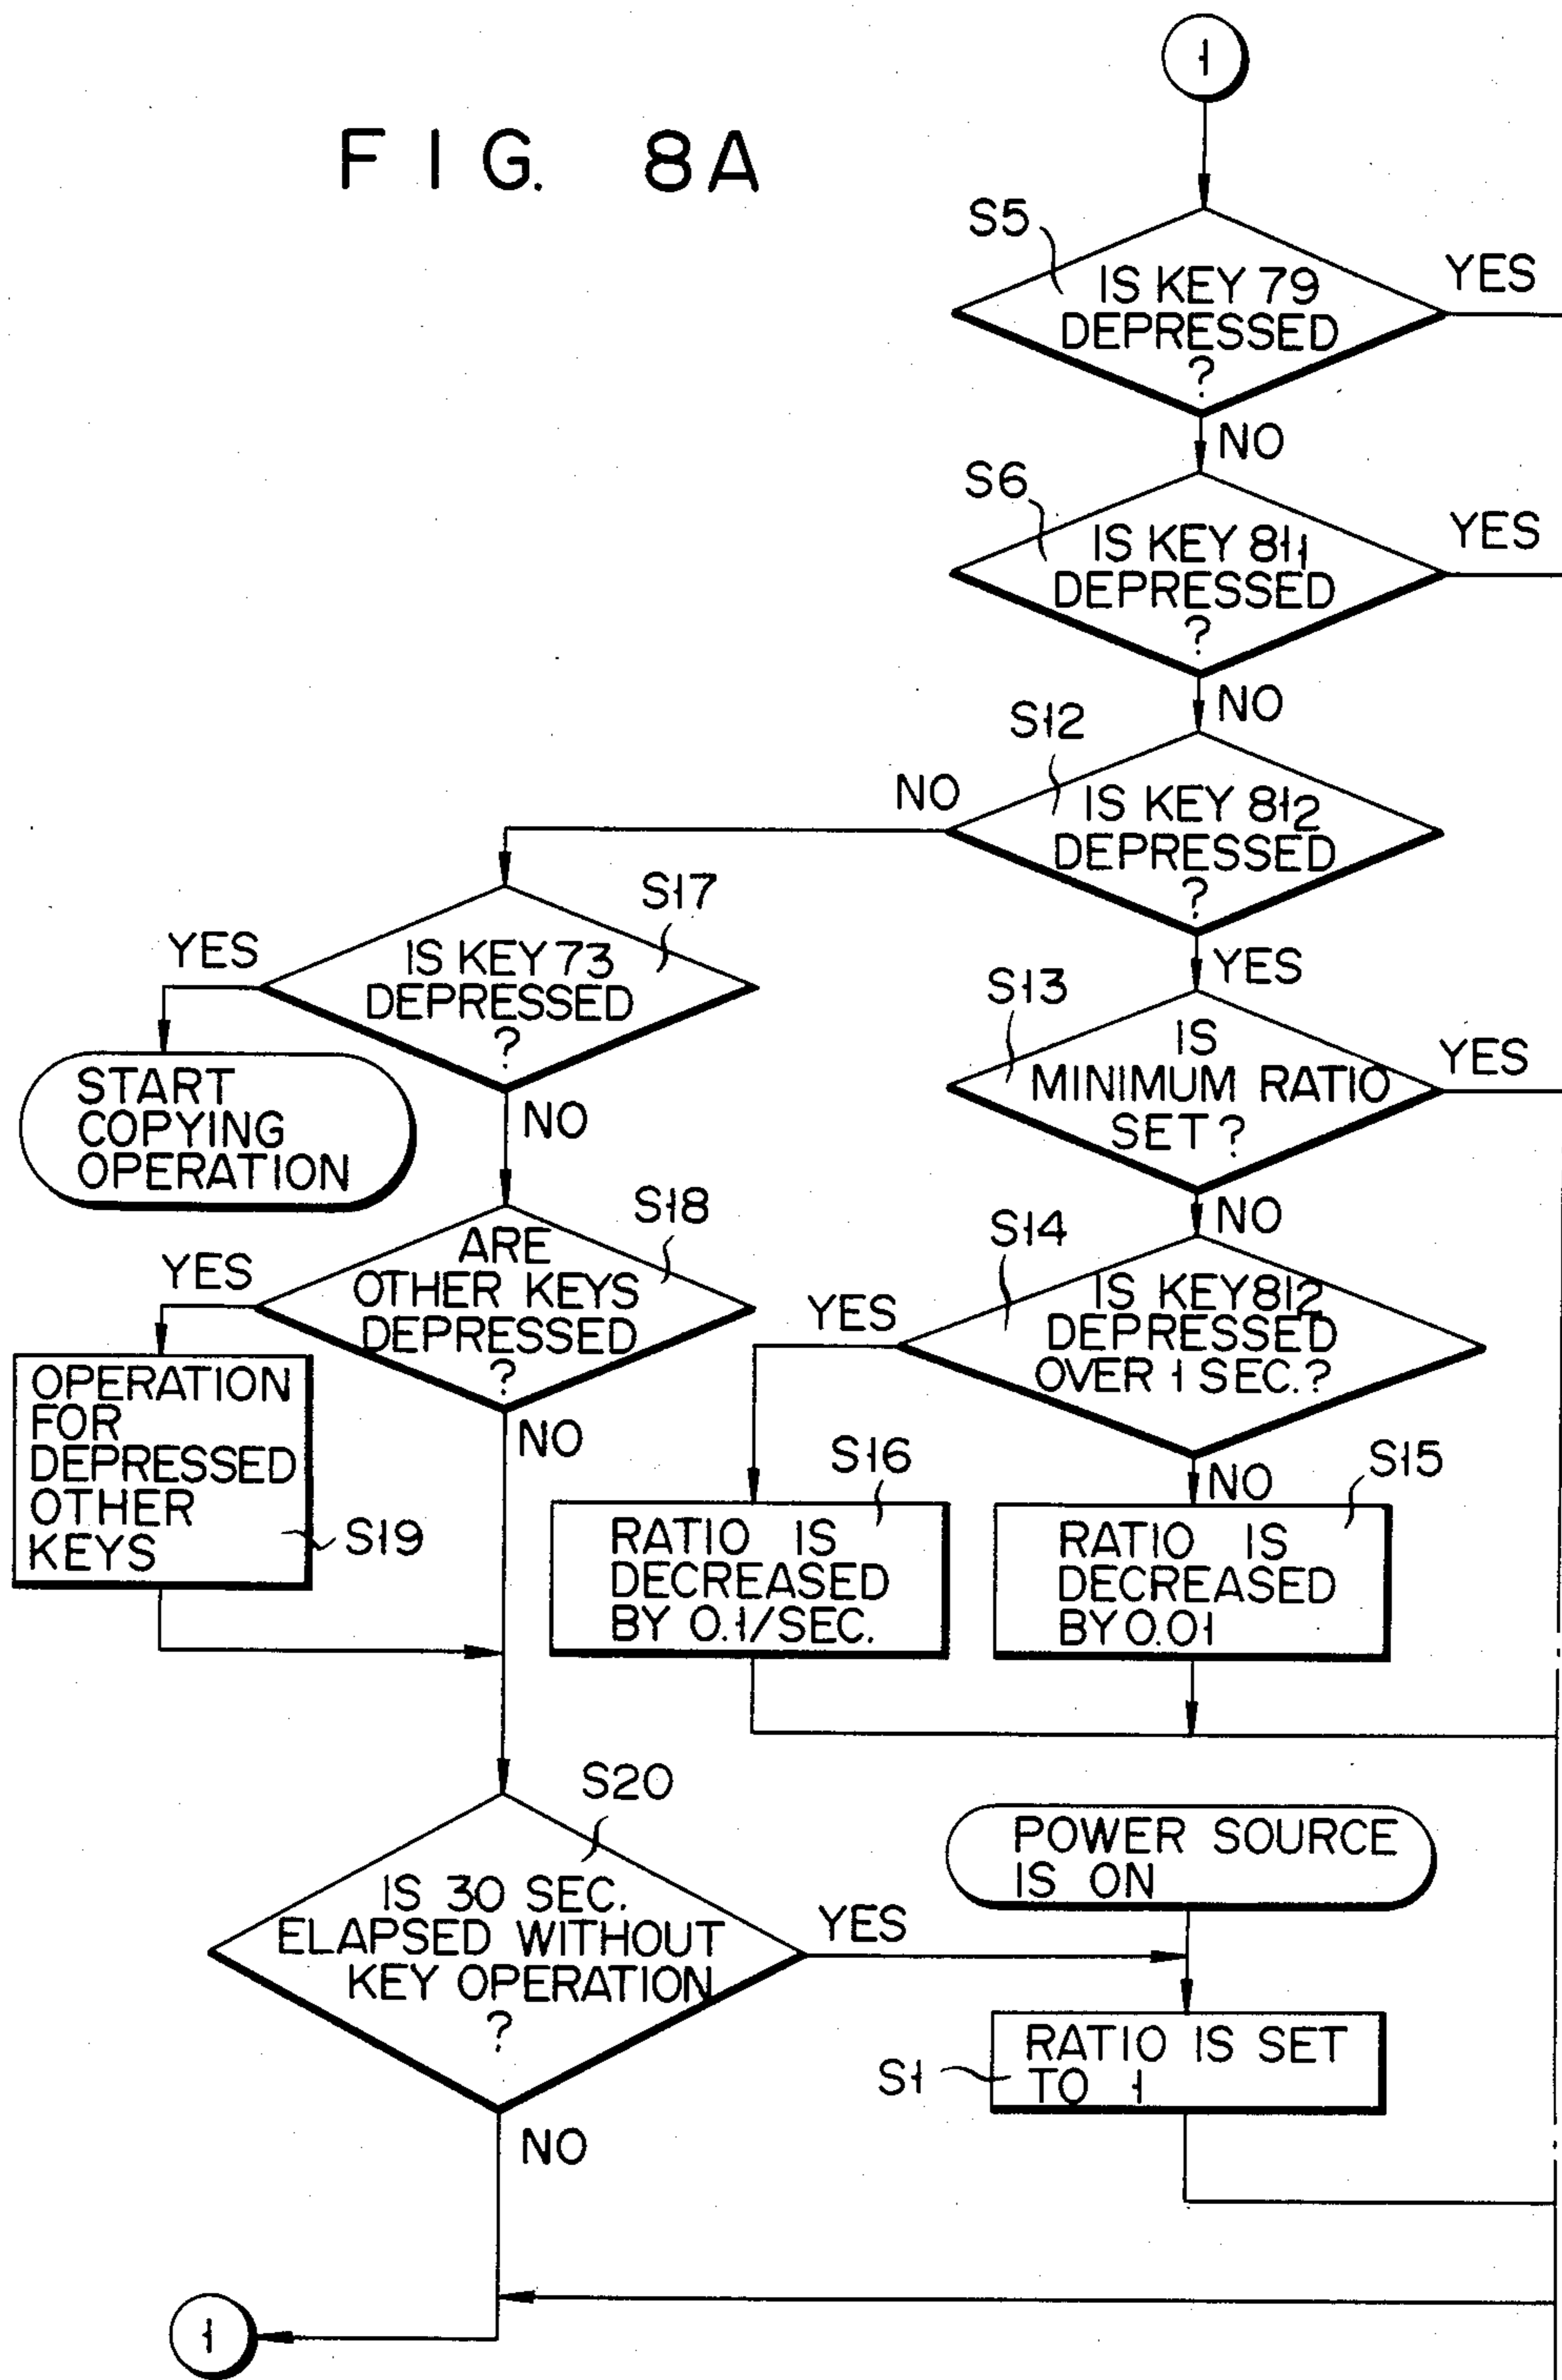 1
FIG. 8A
S5
IS KEY 79
DEPRESSED
?
YES
NO
S6
IS KEY 81₁
DEPRESSED
?
YES
NO
S12
IS KEY 81₂
DEPRESSED
?
NO
YES
S17
IS KEY 73
DEPRESSED
?
YES
NO
START
COPYING
OPERATION
S13
IS
MINIMUM RATIO
SET?
YES
NO
S18
ARE
OTHER KEYS
DEPRESSED
?
YES
NO
S14
IS KEY 81₂
DEPRESSED
OVER 1 SEC.?
YES
NO
OPERATION
FOR
DEPRESSED
OTHER
KEYS
S19
S16
RATIO IS
DECREASED
BY 0.1/SEC.
S15
RATIO IS
DECREASED
BY 0.01
S20
IS 30 SEC.
ELAPSED WITHOUT
KEY OPERATION
?
YES
NO
POWER SOURCE
IS ON
S1
RATIO IS SET
TO 1
1